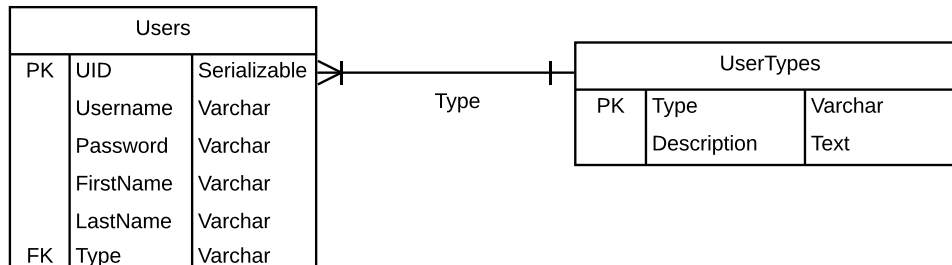 Users
PK UID Serializable
Username Varchar
Password Varchar
FirstName Varchar
LastName Varchar
FK Type Varchar
Type
UserTypes
PK Type Varchar
Description Text